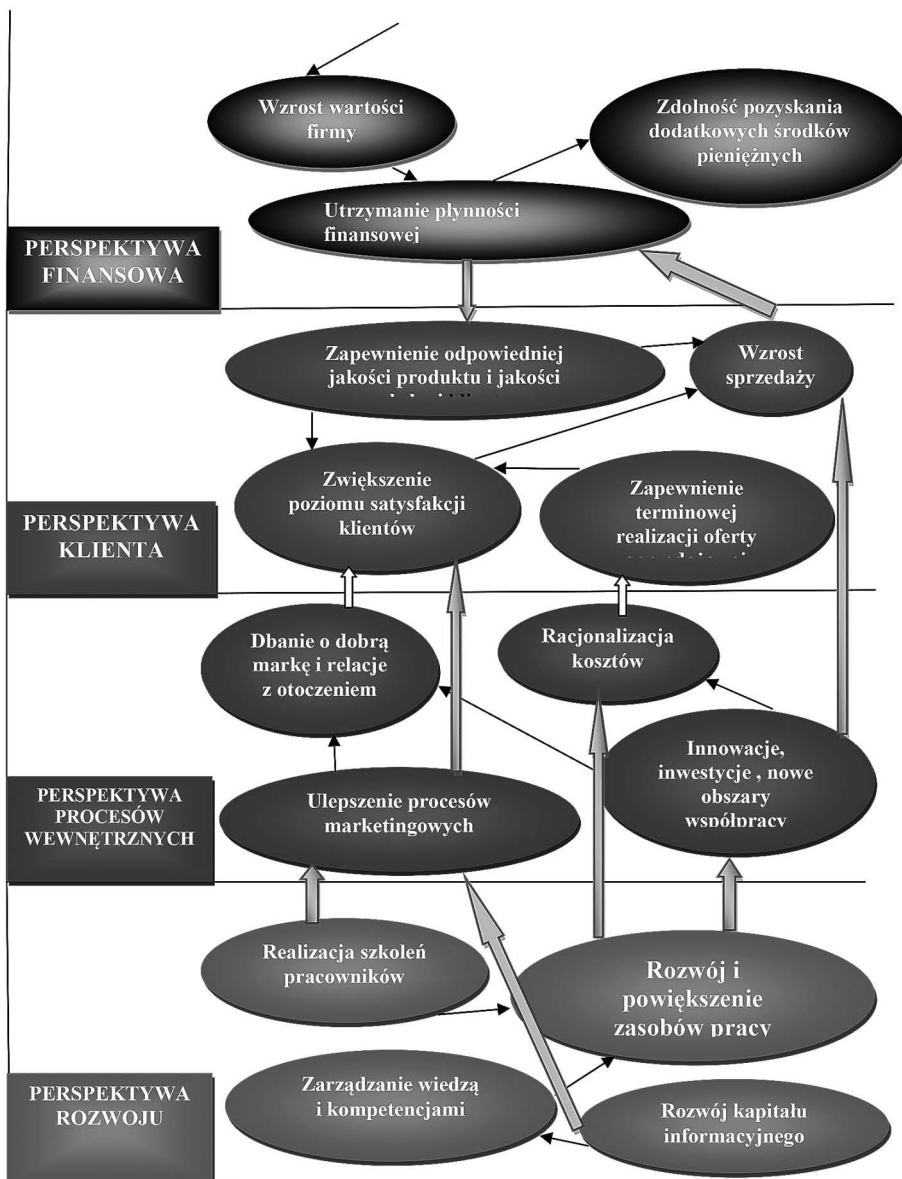 Wzrost wartości
firmy
Zdolność pozyskania
dodatkowych środków
pieniężnych
Utrzymanie płynności
finansowej
PERSPEKTYWA
FINANSOWA
Zapewnienie odpowiedniej
jakości produktu i jakości
Wzrost
sprzedaży
Zwiększenie
poziomu satysfakcji
klientów
Zapewnienie
terminowej
realizacji oferty
PERSPEKTYWA
KLIENTA
Dbanie o dobrą
markę i relacje
z otoczeniem
Racjonalizacja
kosztów
Innowacje,
inwestycje , nowe
obszary
współpracy
PERSPEKTYWA
PROCESÓW
WEWNĘTRZNYCH
Ulepszenie procesów
marketingowych
Realizacja szkoleń
pracowników
Rozwój i
powiększenie
zasobów pracy
PERSPEKTYWA
ROZWOJU
Zarządzanie wiedzą
i kompetencjami
Rozwój kapitału
informacyjnego